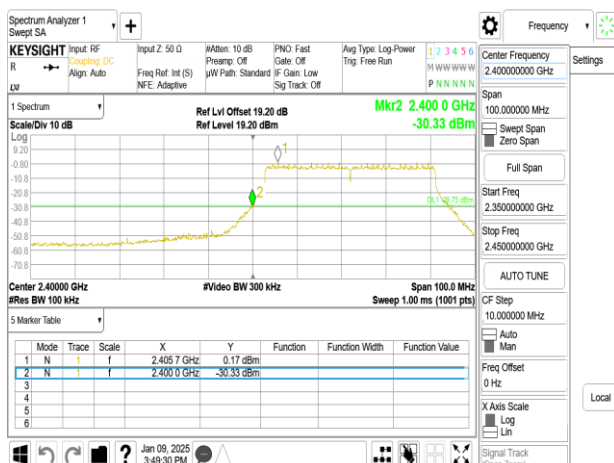 Spectrum Analyzer 1
Swept SA
+
Frequency
KEYSIGHT
R
LXI
Input: RF
Coupling: DC
Align: Auto
Input Z: 50 Ω
Freq Ref: Int (S)
NFE: Adaptive
#Atten: 10 dB
Preamp: Off
µW Path: Standard
PNO: Fast
Gate: Off
IF Gain: Low
Sig Track: Off
Avg Type: Log-Power
Trig: Free Run
1 2 3 4 5 6
M W W W W W
P N N N N N
1 Spectrum
Scale/Div 10 dB
Log
Ref Lvl Offset 19.20 dB
Ref Level 19.20 dBm
Mkr2 2.400 0 GHz
-30.33 dBm
9.20
-0.80
-10.8
-20.8
-30.8
-40.8
-50.8
-60.8
-70.8
1
2
Center 2.40000 GHz
#Res BW 100 kHz
#Video BW 300 kHz
Span 100.0 MHz
Sweep 1.00 ms (1001 pts)
5 Marker Table
Mode Trace Scale X Y Function Function Width Function Value
1 N 1 f 2.405 7 GHz 0.17 dBm
2 N 1 f 2.400 0 GHz -30.33 dBm
3
4
5
6
Jan 09, 2025
3:49:30 PM
Center Frequency
2.400000000 GHz
Span
100.000000 MHz
Swept Span
Zero Span
Full Span
Start Freq
2.350000000 GHz
Stop Freq
2.450000000 GHz
AUTO TUNE
CF Step
10.000000 MHz
Auto
Man
Freq Offset
0 Hz
X Axis Scale
Log
Lin
Signal Track
Settings
Local